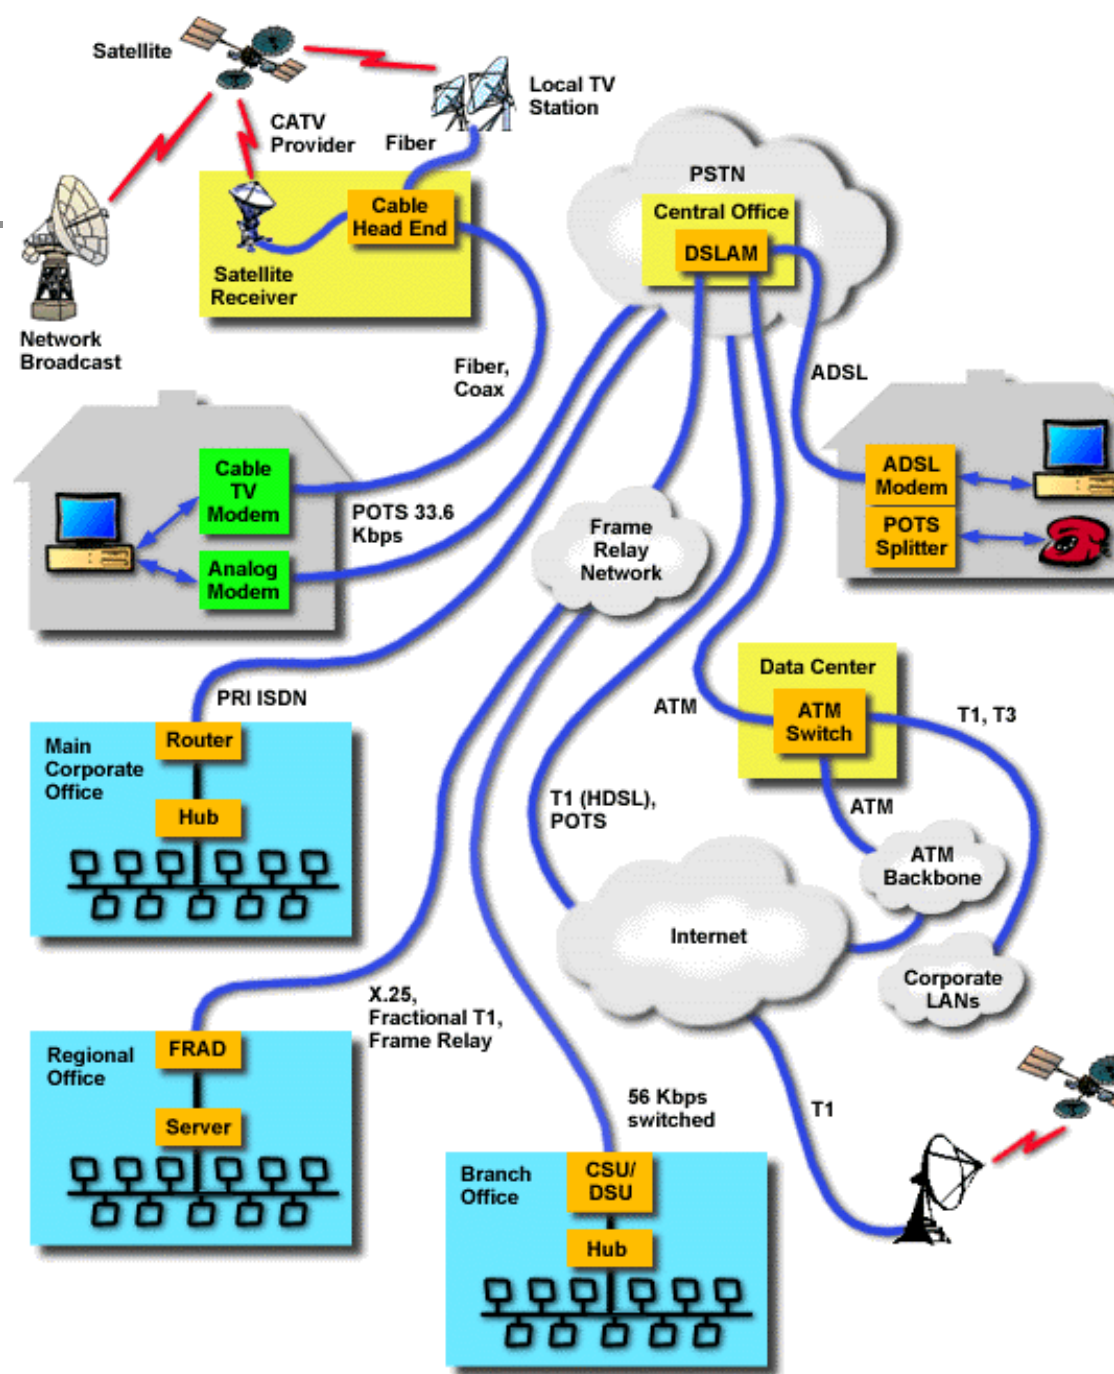 Satellite
Local TV
Station
CATV
Provider
Fiber
PSTN
Central Office
DSLAM
Cable
Head End
Satellite
Receiver
Network
Broadcast
Fiber,
Coax
ADSL
Cable
TV
Modem
POTS 33.6
Kbps
Analog
Modem
Frame
Relay
Network
ADSL
Modem
POTS
Splitter
PRI ISDN
Data Center
ATM
ATM
Switch
T1, T3
Main
Corporate
Office
Router
Hub
T1 (HDSL),
POTS
ATM
ATM
Backbone
Internet
Corporate
LANs
X.25,
Fractional T1,
Frame Relay
Regional
Office
FRAD
Server
56 Kbps
switched
T1
Branch
Office
CSU/
DSU
Hub